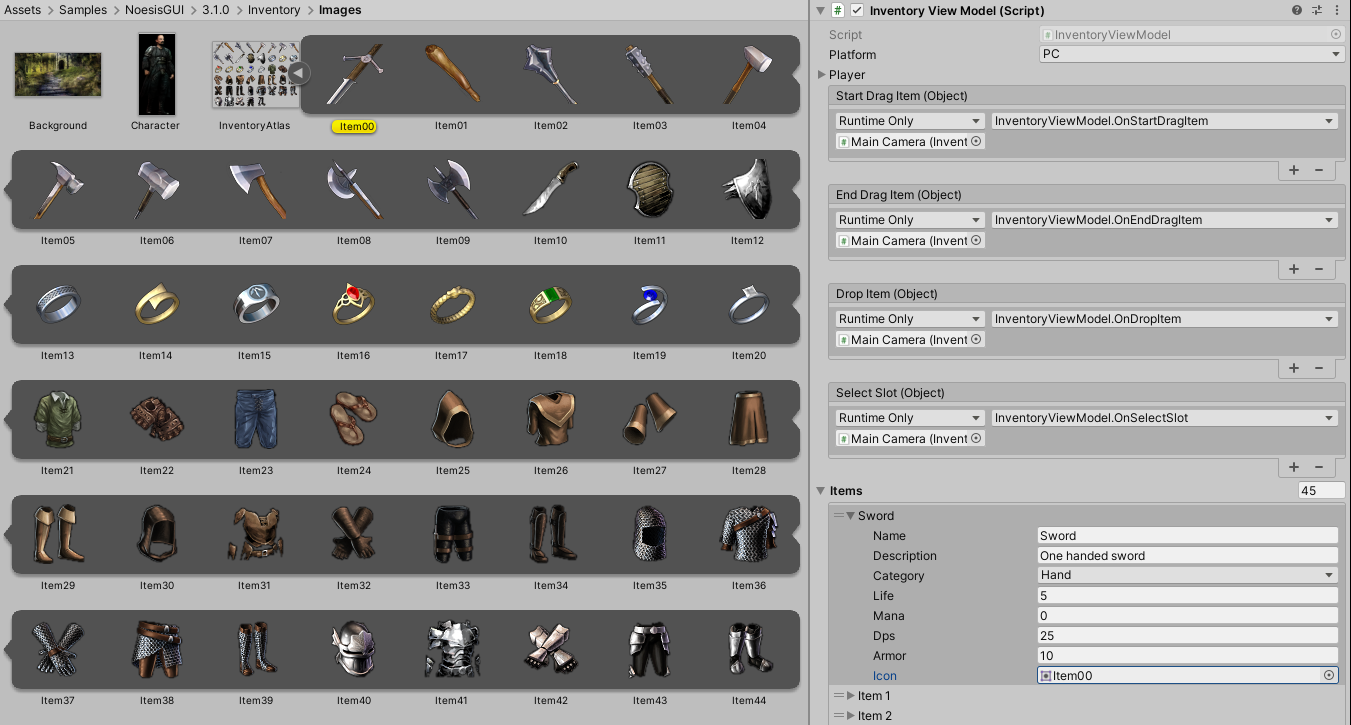 Assets > Samples > NoesisGUI > 3.1.0 > Inventory > Images
Background Character InventoryAtlas Item00 Item01 Item02 Item03 Item04
Item05 Item06 Item07 Item08 Item09 Item10 Item11 Item12
Item13 Item14 Item15 Item16 Item17 Item18 Item19 Item20
Item21 Item22 Item23 Item24 Item25 Item26 Item27 Item28
Item29 Item30 Item31 Item32 Item33 Item34 Item35 Item36
Item37 Item38 Item39 Item40 Item41 Item42 Item43 Item44
# Inventory View Model (Script)
Script # InventoryViewModel
Platform PC
Player
Start Drag Item (Object)
Runtime Only InventoryViewModel.OnStartDragItem
# Main Camera (Invent
+ −
End Drag Item (Object)
Runtime Only InventoryViewModel.OnEndDragItem
# Main Camera (Invent
+ −
Drop Item (Object)
Runtime Only InventoryViewModel.OnDropItem
# Main Camera (Invent
+ −
Select Slot (Object)
Runtime Only InventoryViewModel.OnSelectSlot
# Main Camera (Invent
+ −
Items 45
Sword
Name Sword
Description One handed sword
Category Hand
Life 5
Mana 0
Dps 25
Armor 10
Icon Item00
Item 1
Item 2